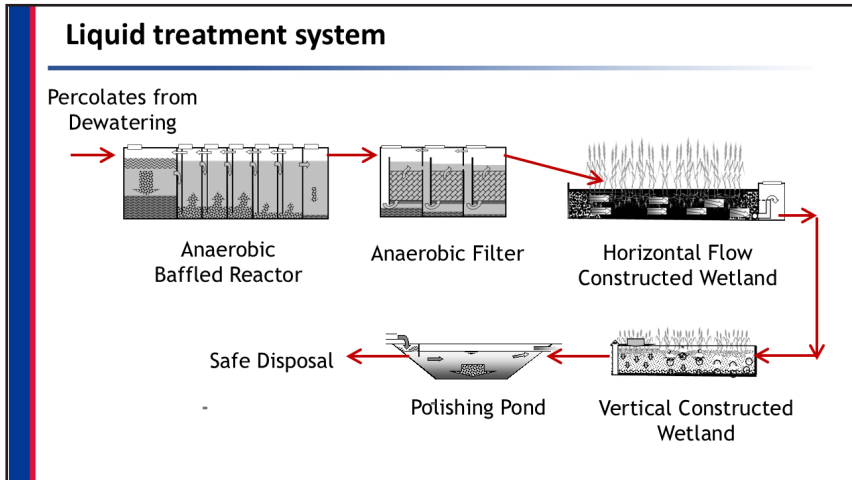 Liquid treatment system
Percolates from
Dewatering
Anaerobic
Baffled Reactor
Anaerobic Filter
Horizontal Flow
Constructed Wetland
Safe Disposal
Polishing Pond
Vertical Constructed
Wetland
-